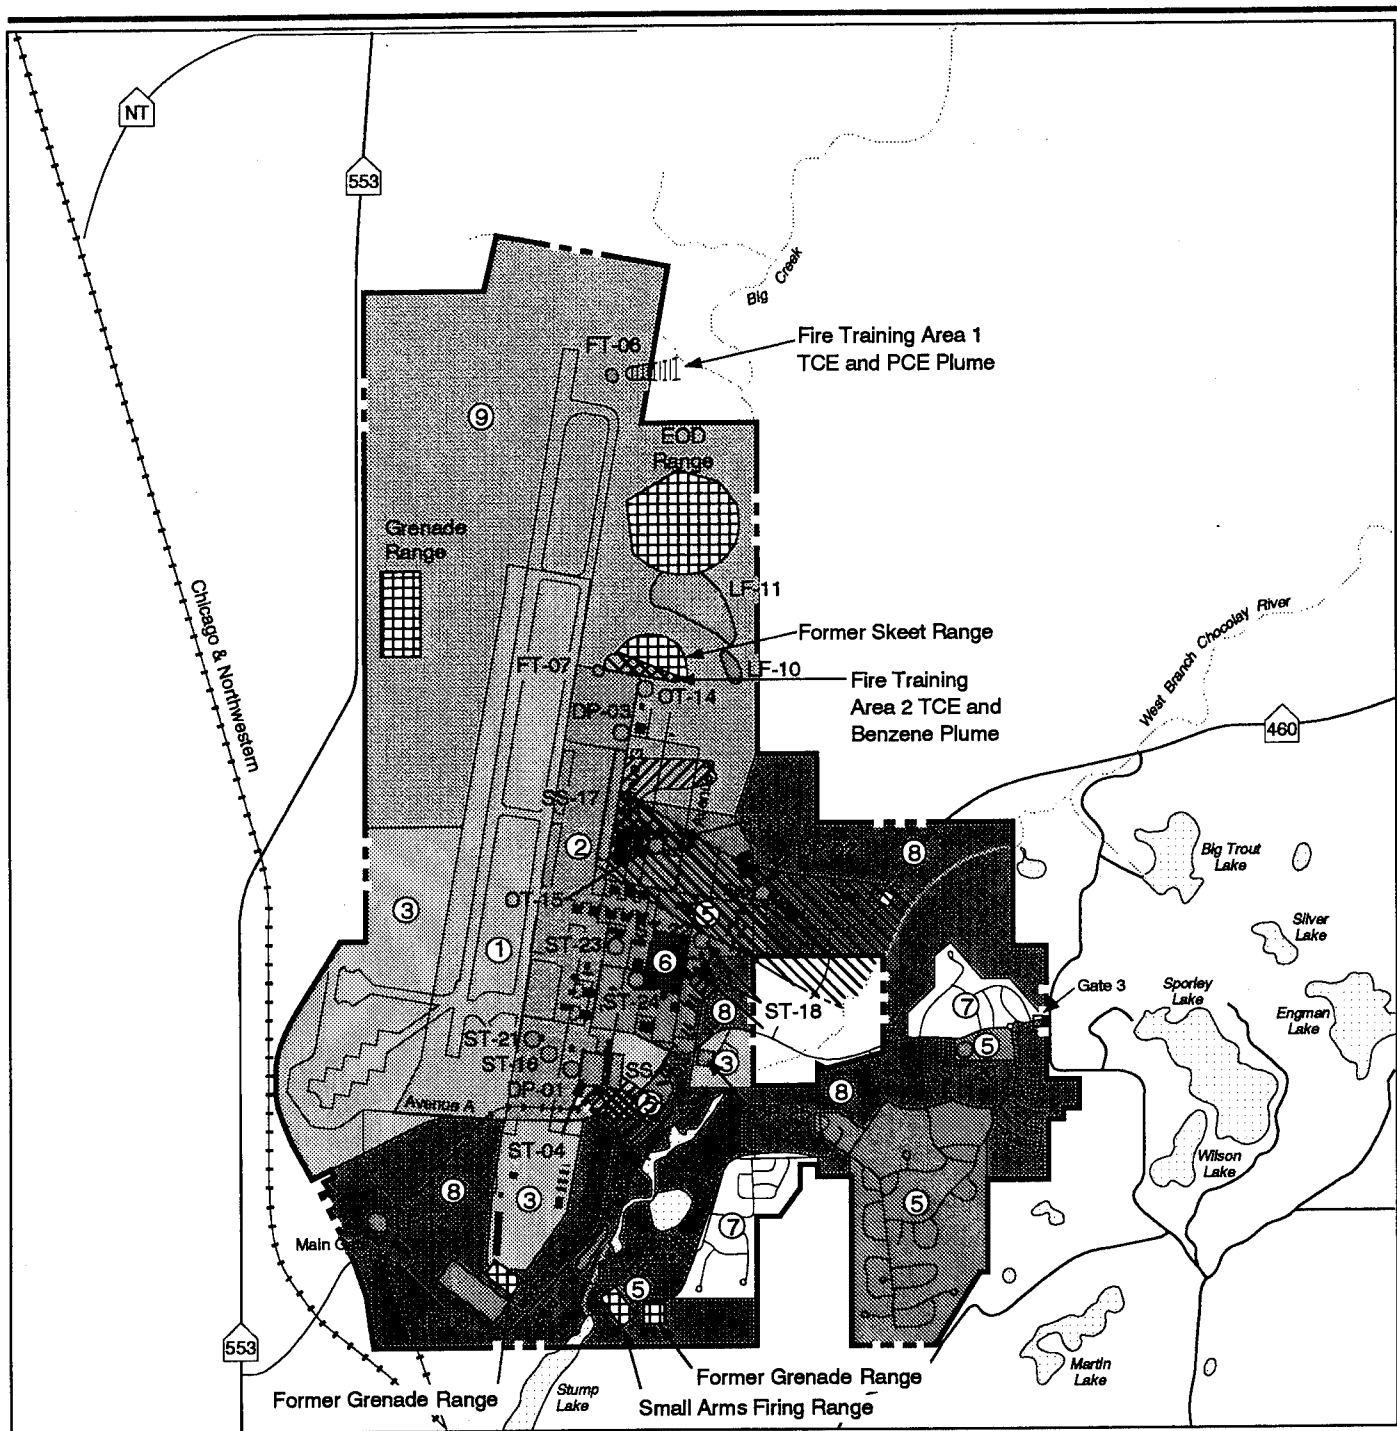 NT
553
Big Creek
Fire Training Area 1
TCE and PCE Plume
FT-06
9
EOD
Range
Grenade
Range
Chicago & Northwestern
LF-11
West Branch Chocolay River
Former Skeet Range
FT-07
LF-10
OT-14
Fire Training
Area 2 TCE and
Benzene Plume
DP-03
460
SS-17
2
8
Big Trout
Lake
OT-15
3
5
Silver
Lake
1
ST-23
6
ST-24
8
ST-18
7
Gate 3
Sporley
Lake
Engman
Lake
ST-21
ST-16
5
3
DP-01
Avenue A
8
ST-04
Wilson
Lake
8
3
5
7
Main
5
553
Former Grenade Range
Former Grenade Range
Small Arms Firing Range
Stump
Lake
Martin
Lake